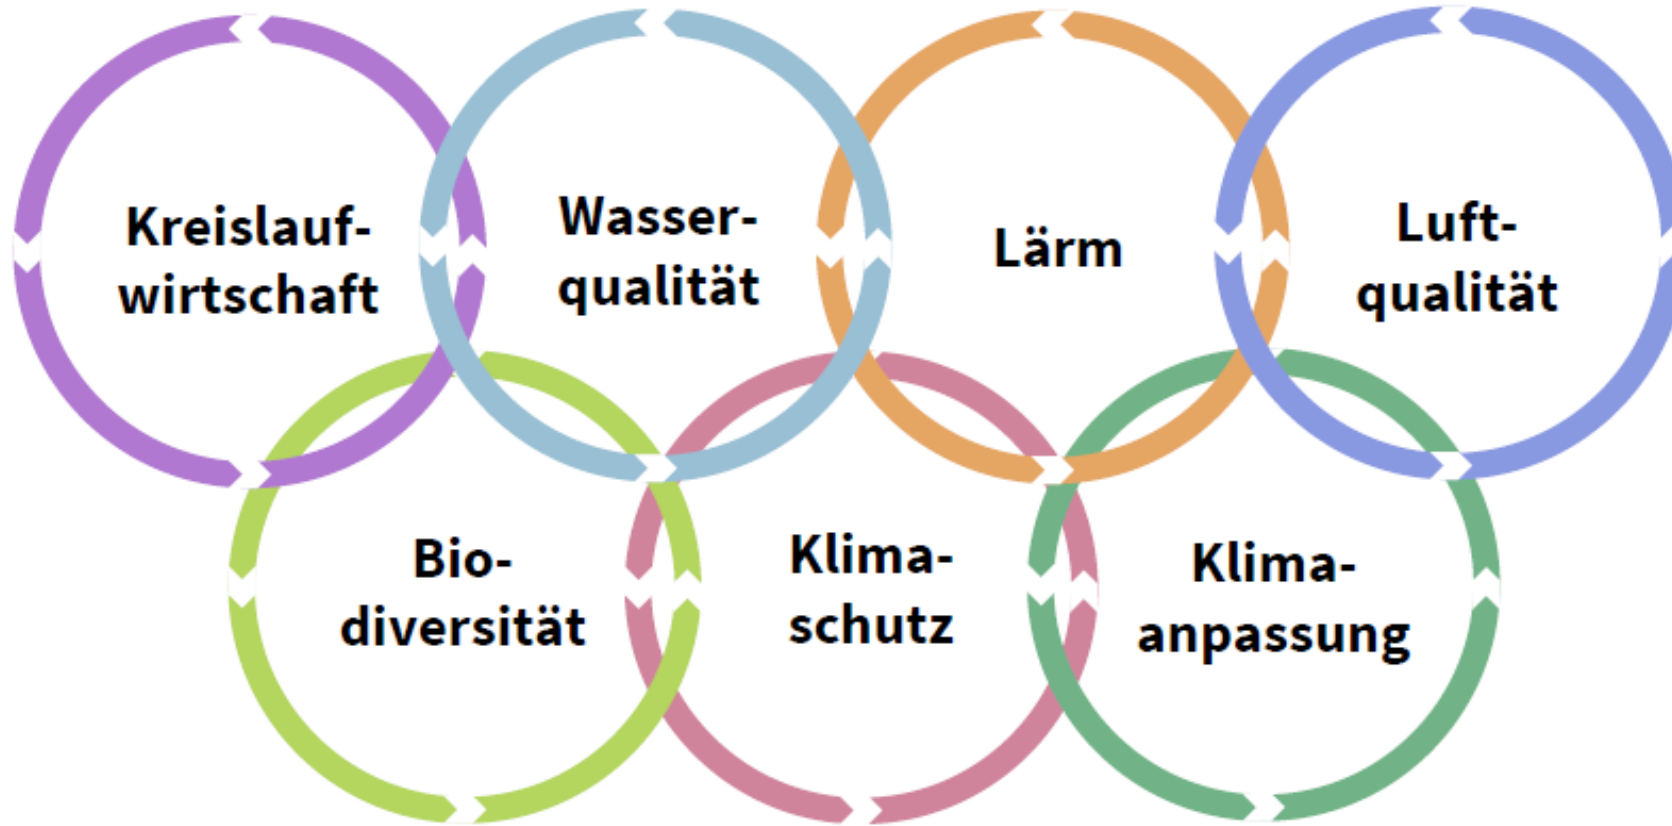 Kreislauf-
wirtschaft
Wasser-
qualität
Lärm
Luft-
qualität
Bio-
diversität
Klima-
schutz
Klima-
anpassung